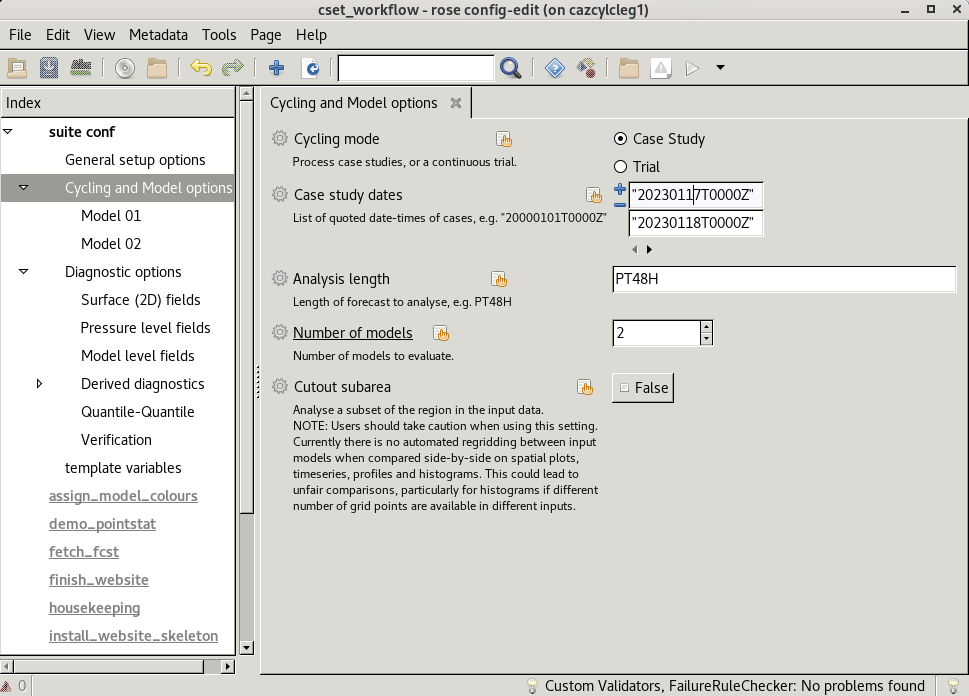 cset_workflow - rose config-edit (on cazcylcleg1)
File Edit View Metadata Tools Page Help
Index
suite conf
General setup options
Cycling and Model options
Model 01
Model 02
Diagnostic options
Surface (2D) fields
Pressure level fields
Model level fields
Derived diagnostics
Quantile-Quantile
Verification
template variables
assign_model_colours
demo_pointstat
fetch_fcst
finish_website
housekeeping
install_website_skeleton
Cycling and Model options
Cycling mode
Case Study
Process case studies, or a continuous trial.
Trial
Case study dates
"20230117T0000Z"
List of quoted date-times of cases, e.g. "20000101T0000Z"
"20230118T0000Z"
Analysis length
PT48H
Length of forecast to analyse, e.g. PT48H
Number of models
2
Number of models to evaluate.
Cutout subarea
False
Analyse a subset of the region in the input data.
NOTE: Users should take caution when using this setting.
Currently there is no automated regridding between input
models when compared side-by-side on spatial plots,
timeseries, profiles and histograms. This could lead to
unfair comparisons, particularly for histograms if different
number of grid points are available in different inputs.
0
Custom Validators, FailureRuleChecker: No problems found